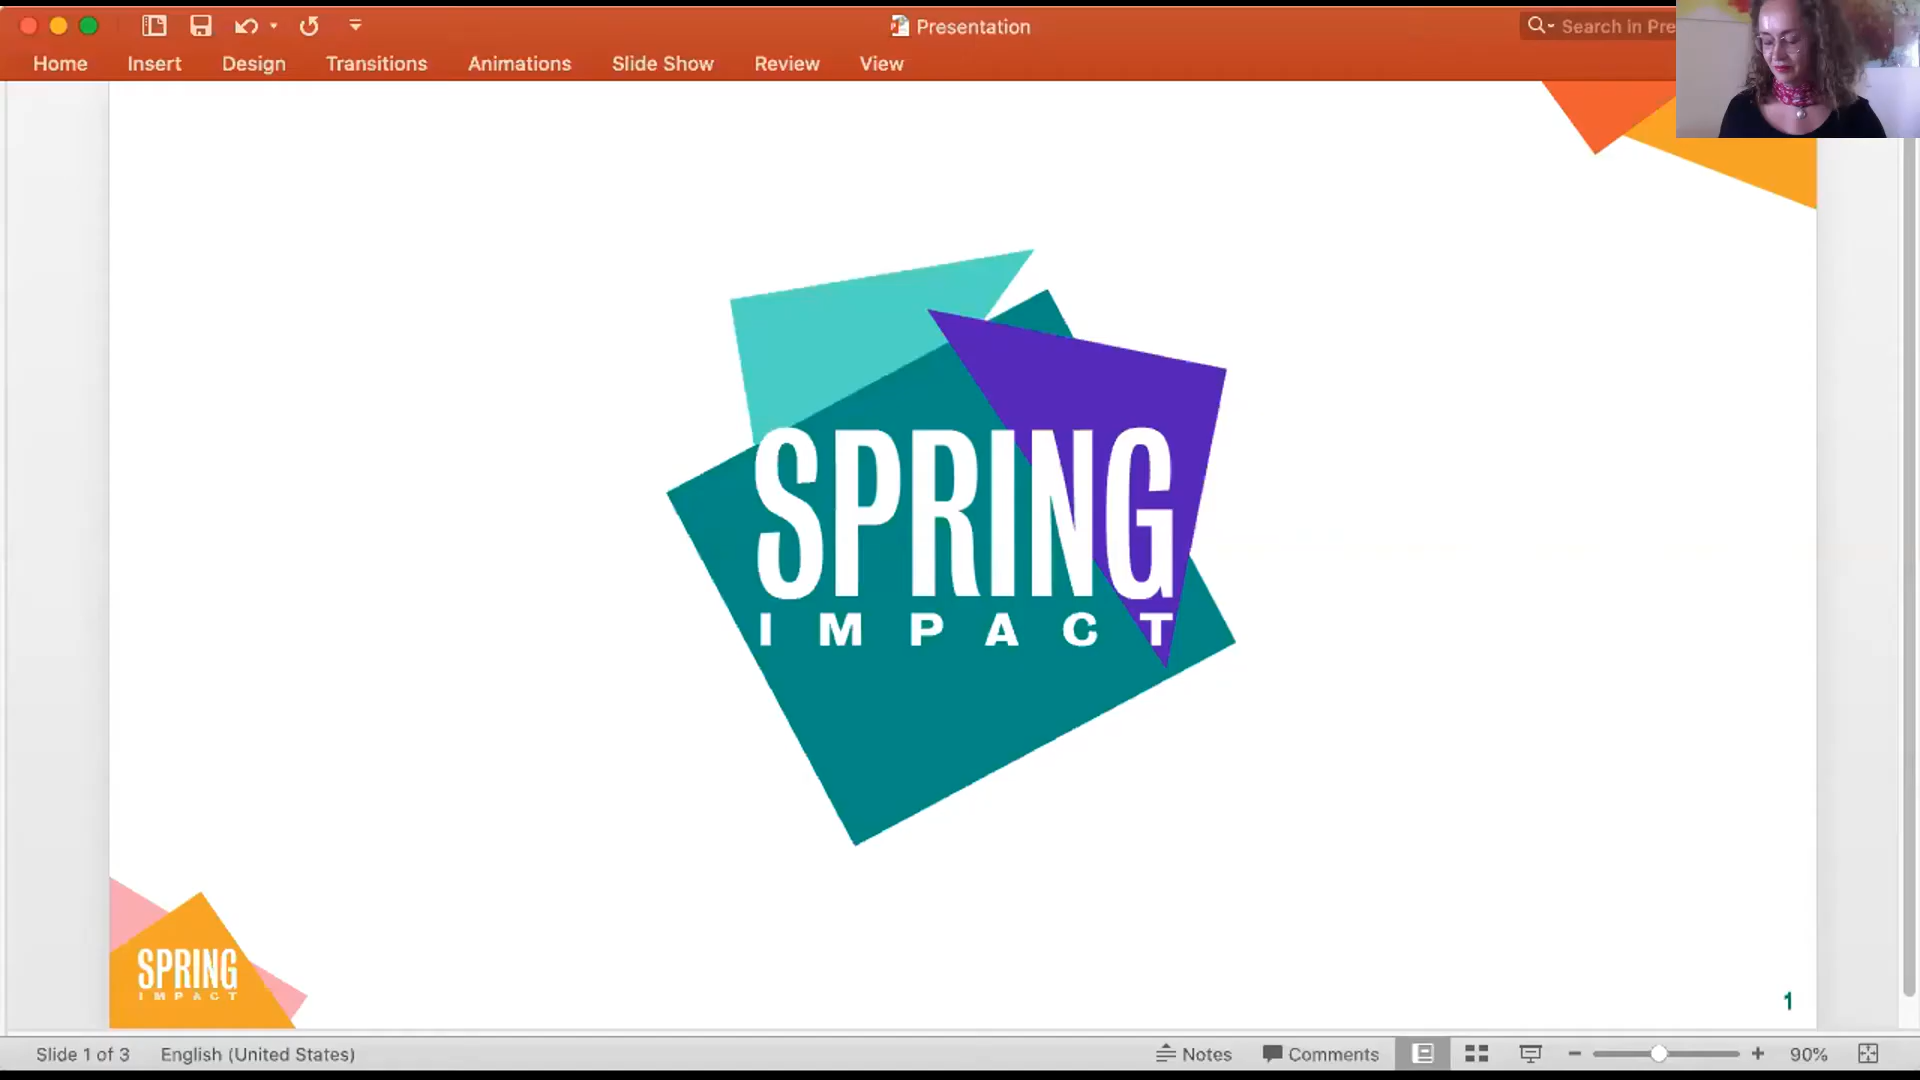 Presentation
Search in Pre
Home Insert Design Transitions Animations Slide Show Review View
SPRING
IMPACT
SPRING
IMPACT
1
Slide 1 of 3 English (United States) Notes Comments 90%